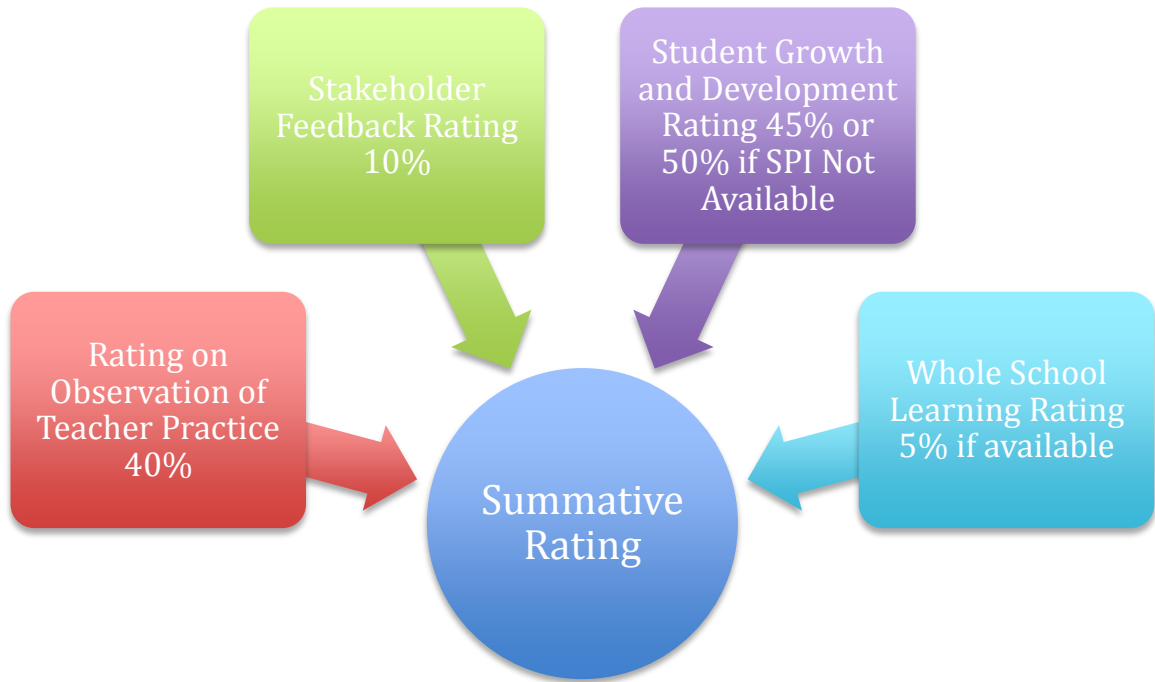 Stakeholder
Feedback Rating
10%
Student Growth
and Development
Rating 45% or
50% if SPI Not
Available
Rating on
Observation of
Teacher Practice
40%
Whole School
Learning Rating
5% if available
Summative
Rating